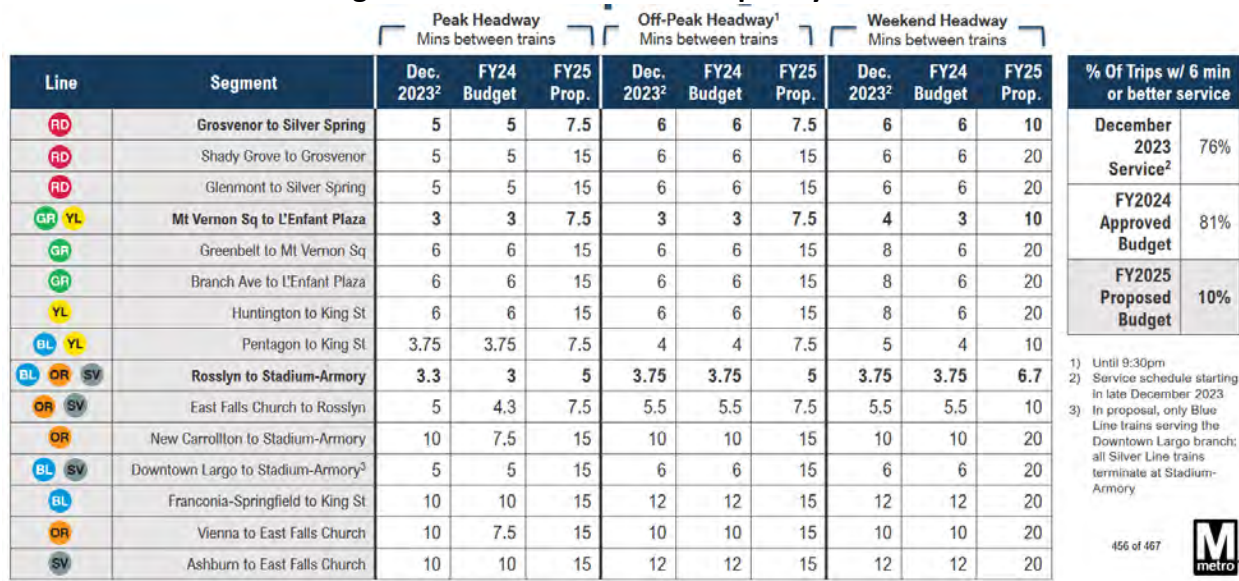 Peak Headway
Mins between trains
Off-Peak Headway¹
Mins between trains
Weekend Headway
Mins between trains
Line Segment Dec. 2023² FY24 Budget FY25 Prop. Dec. 2023² FY24 Budget FY25 Prop. Dec. 2023² FY24 Budget FY25 Prop.
RD Grosvenor to Silver Spring 5 5 7.5 6 6 7.5 6 6 10
RD Shady Grove to Grosvenor 5 5 15 6 6 15 6 6 20
RD Glenmont to Silver Spring 5 5 15 6 6 15 6 6 20
GR YL Mt Vernon Sq to L'Enfant Plaza 3 3 7.5 3 3 7.5 4 3 10
GR Greenbelt to Mt Vernon Sq 6 6 15 6 6 15 8 6 20
GR Branch Ave to L'Enfant Plaza 6 6 15 6 6 15 8 6 20
YL Huntington to King St 6 6 15 6 6 15 8 6 20
BL YL Pentagon to King St 3.75 3.75 7.5 4 4 7.5 5 4 10
BL OR SV Rosslyn to Stadium-Armory 3.3 3 5 3.75 3.75 5 3.75 3.75 6.7
OR SV East Falls Church to Rosslyn 5 4.3 7.5 5.5 5.5 7.5 5.5 5.5 10
OR New Carrollton to Stadium-Armory 10 7.5 15 10 10 15 10 10 20
BL SV Downtown Largo to Stadium-Armory³ 5 5 15 6 6 15 6 6 20
BL Franconia-Springfield to King St 10 10 15 12 12 15 12 12 20
OR Vienna to East Falls Church 10 7.5 15 10 10 15 10 10 20
SV Ashburn to East Falls Church 10 10 15 12 12 15 12 12 20
% Of Trips w/ 6 min
or better service
December
2023 76%
Service²
FY2024
Approved 81%
Budget
FY2025
Proposed 10%
Budget
1) Until 9:30pm
2) Service schedule starting
in late December 2023
3) In proposal, only Blue
Line trains serving the
Downtown Largo branch;
all Silver Line trains
terminate at Stadium-
Armory
456 of 467
M
metro